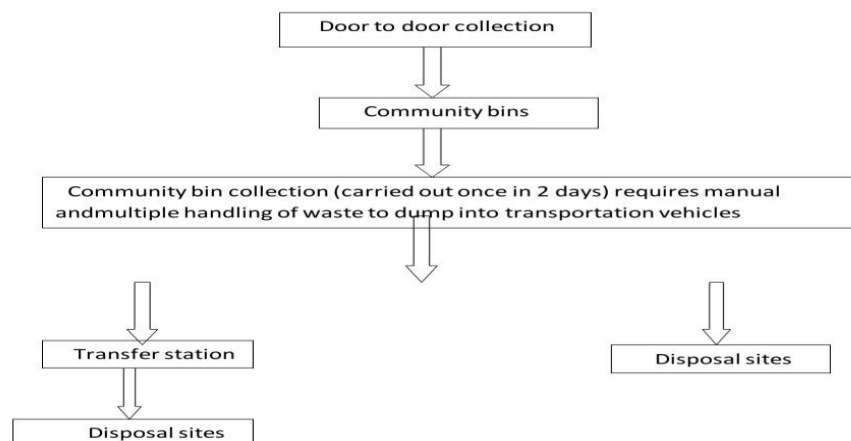 Door to door collection
Community bins
Community bin collection (carried out once in 2 days) requires manual
andmultiple handling of waste to dump into transportation vehicles
Transfer station
Disposal sites
Disposal sites